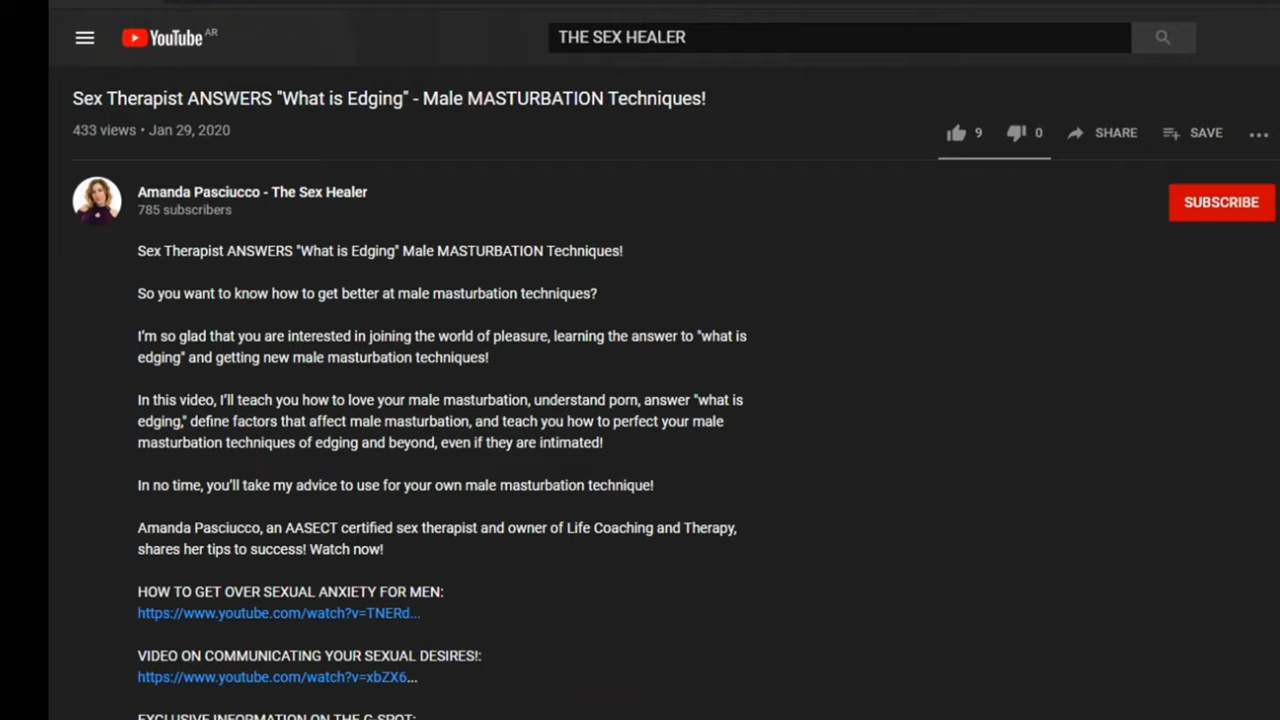 YouTube AR
THE SEX HEALER
Sex Therapist ANSWERS "What is Edging" - Male MASTURBATION Techniques!
433 views • Jan 29, 2020
9
0
SHARE
SAVE
Amanda Pasciucco - The Sex Healer
785 subscribers
SUBSCRIBE
Sex Therapist ANSWERS "What is Edging" Male MASTURBATION Techniques!
So you want to know how to get better at male masturbation techniques?
I'm so glad that you are interested in joining the world of pleasure, learning the answer to "what is
edging" and getting new male masturbation techniques!
In this video, I'll teach you how to love your male masturbation, understand porn, answer "what is
edging," define factors that affect male masturbation, and teach you how to perfect your male
masturbation techniques of edging and beyond, even if they are intimated!
In no time, you'll take my advice to use for your own male masturbation technique!
Amanda Pasciucco, an AASECT certified sex therapist and owner of Life Coaching and Therapy,
shares her tips to success! Watch now!
HOW TO GET OVER SEXUAL ANXIETY FOR MEN:
https://www.youtube.com/watch?v=TNERd...
VIDEO ON COMMUNICATING YOUR SEXUAL DESIRES!:
https://www.youtube.com/watch?v=xbZX6...
EXCLUSIVE INFORMATION ON THE G-SPOT: